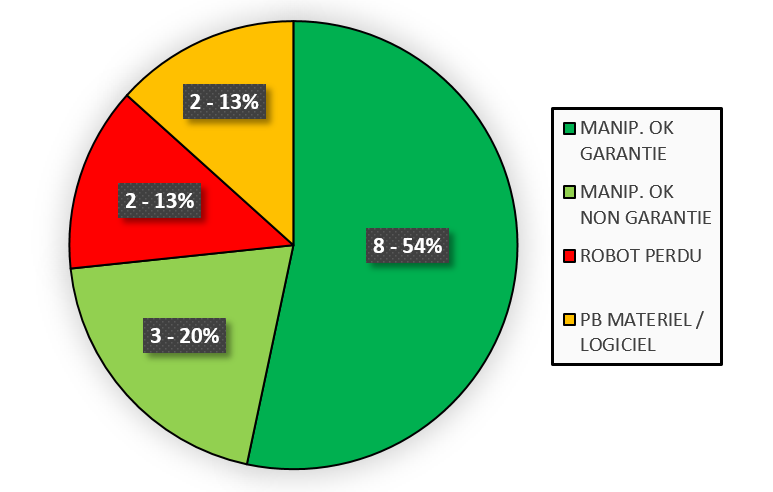 2 - 13%
2 - 13%
8 - 54%
3 - 20%
MANIP. OK
GARANTIE
MANIP. OK
NON GARANTIE
ROBOT PERDU
PB MATERIEL /
LOGICIEL